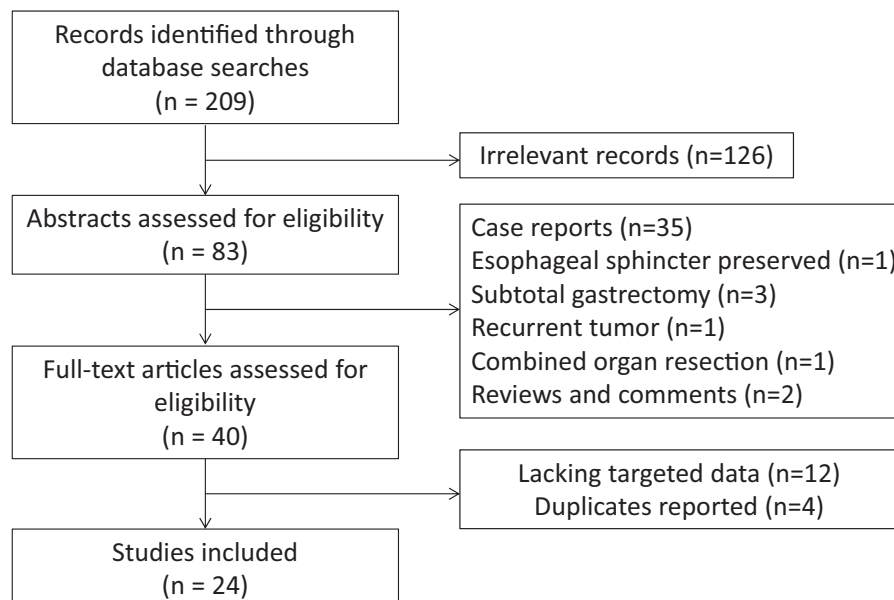 Records identified through
database searches
(n = 209)
Irrelevant records (n=126)
Abstracts assessed for eligibility
(n = 83)
Case reports (n=35)
Esophageal sphincter preserved (n=1)
Subtotal gastrectomy (n=3)
Recurrent tumor (n=1)
Combined organ resection (n=1)
Reviews and comments (n=2)
Full-text articles assessed for
eligibility
(n = 40)
Lacking targeted data (n=12)
Duplicates reported (n=4)
Studies included
(n = 24)